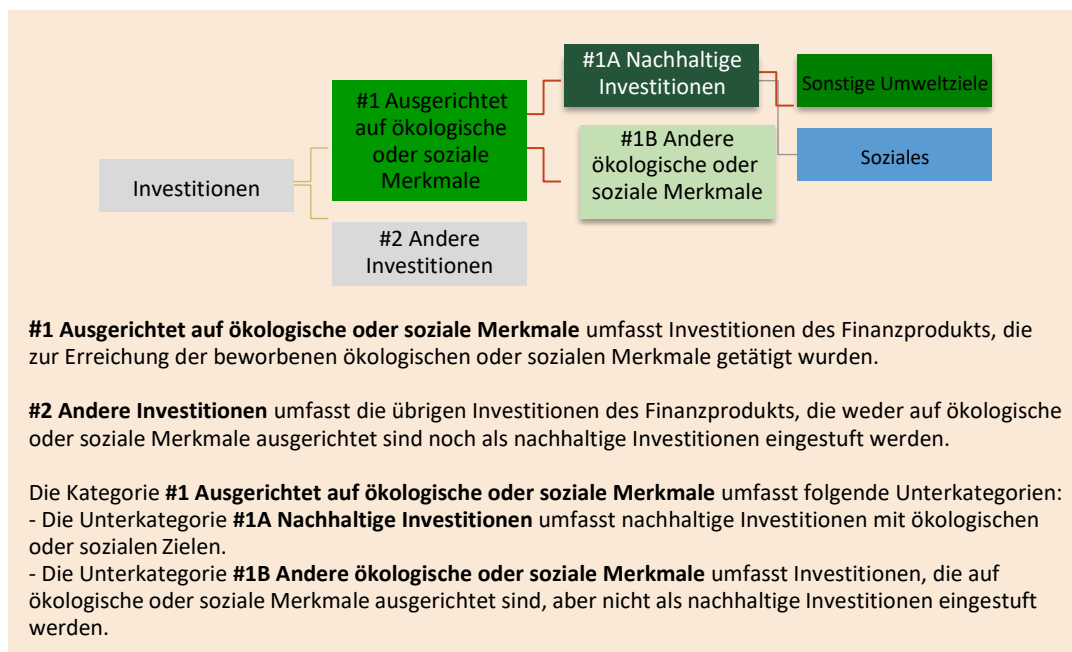 #1A Nachhaltige
Investitionen
Sonstige Umweltziele
#1 Ausgerichtet
auf ökologische
oder soziale
Merkmale
#1B Andere
ökologische oder
soziale Merkmale
Soziales
Investitionen
#2 Andere
Investitionen
#1 Ausgerichtet auf ökologische oder soziale Merkmale umfasst Investitionen des Finanzprodukts, die
zur Erreichung der beworbenen ökologischen oder sozialen Merkmale getätigt wurden.
#2 Andere Investitionen umfasst die übrigen Investitionen des Finanzprodukts, die weder auf ökologische
oder soziale Merkmale ausgerichtet sind noch als nachhaltige Investitionen eingestuft werden.
Die Kategorie #1 Ausgerichtet auf ökologische oder soziale Merkmale umfasst folgende Unterkategorien:
- Die Unterkategorie #1A Nachhaltige Investitionen umfasst nachhaltige Investitionen mit ökologischen
oder sozialen Zielen.
- Die Unterkategorie #1B Andere ökologische oder soziale Merkmale umfasst Investitionen, die auf
ökologische oder soziale Merkmale ausgerichtet sind, aber nicht als nachhaltige Investitionen eingestuft
werden.